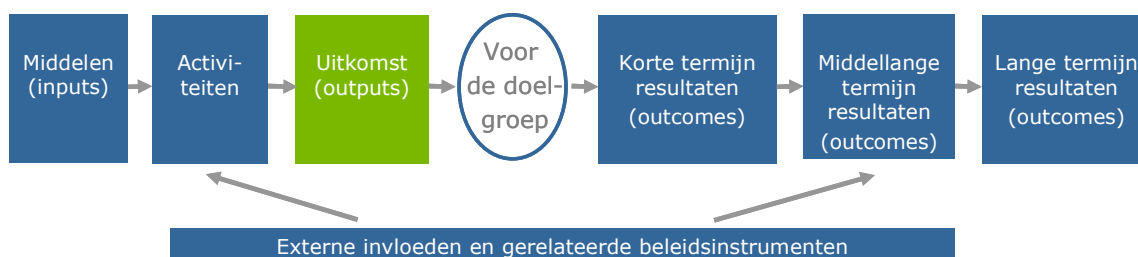 Middelen
(inputs)
Activi-
teiten
Uitkomst
(outputs)
Voor
de doel-
groep
Korte termijn
resultaten
(outcomes)
Middellange
termijn
resultaten
(outcomes)
Lange termijn
resultaten
(outcomes)
Externe invloeden en gerelateerde beleidsinstrumenten